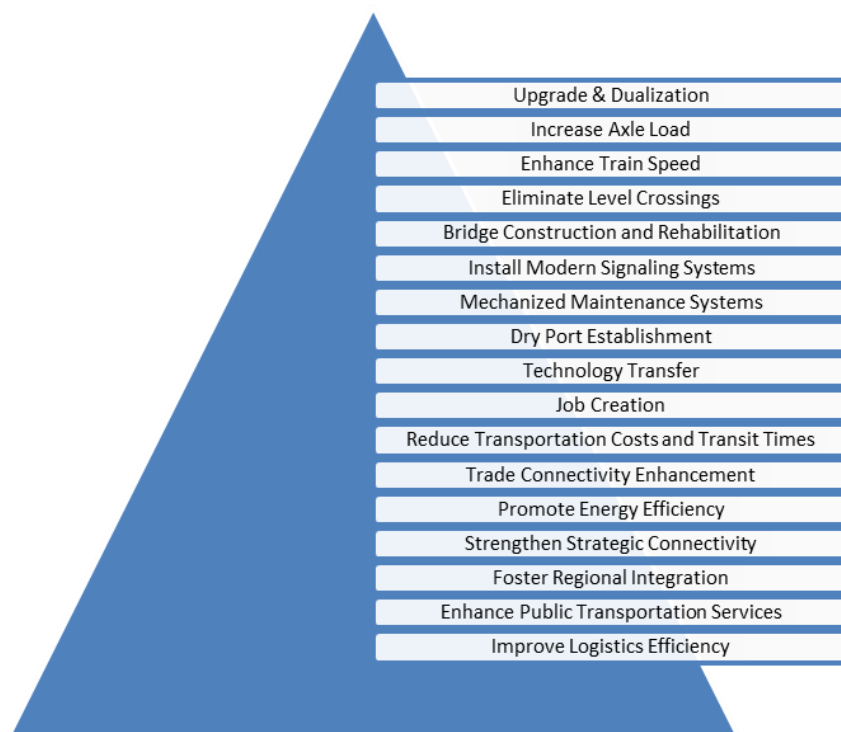 Upgrade & Dualization
Increase Axle Load
Enhance Train Speed
Eliminate Level Crossings
Bridge Construction and Rehabilitation
Install Modern Signaling Systems
Mechanized Maintenance Systems
Dry Port Establishment
Technology Transfer
Job Creation
Reduce Transportation Costs and Transit Times
Trade Connectivity Enhancement
Promote Energy Efficiency
Strengthen Strategic Connectivity
Foster Regional Integration
Enhance Public Transportation Services
Improve Logistics Efficiency